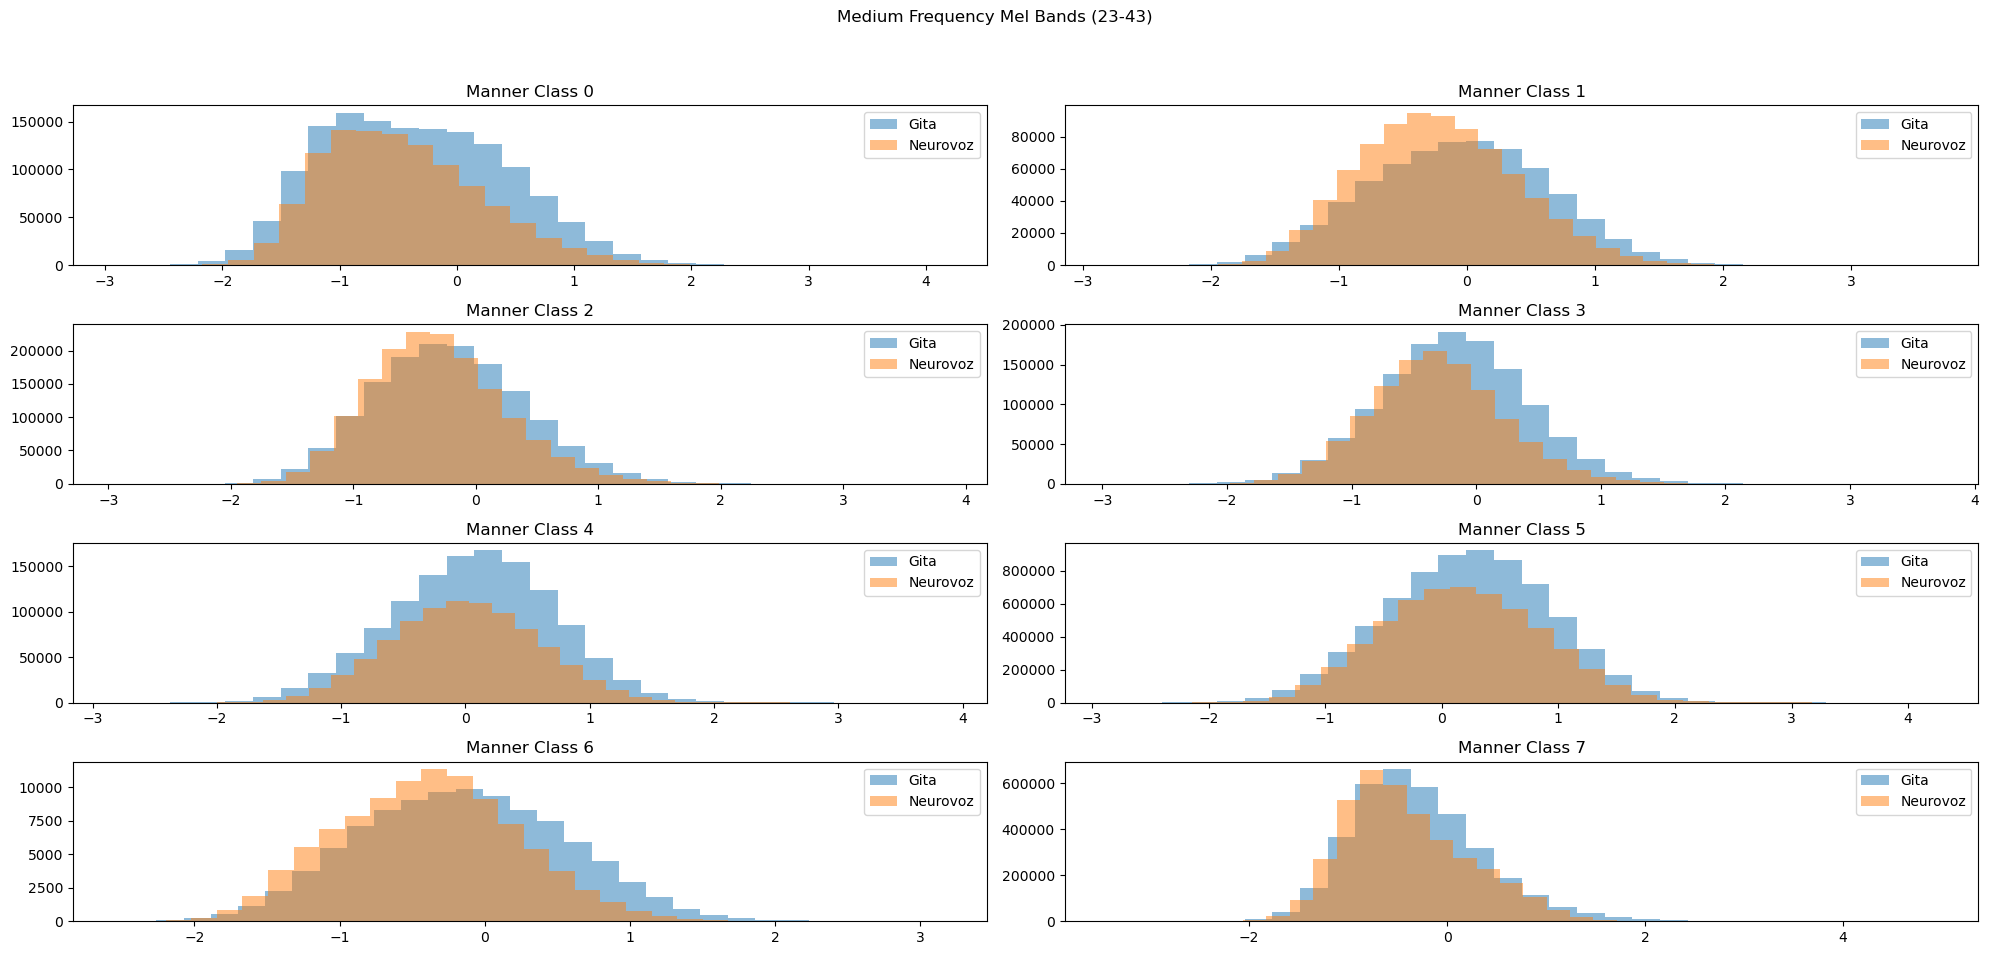 Medium Frequency Mel Bands (23-43)
Manner Class 0
150000
100000
50000
0
−3 −2 −1 0 1 2 3 4
Gita
Neurovoz
Manner Class 1
80000
60000
40000
20000
0
−3 −2 −1 0 1 2 3
Gita
Neurovoz
Manner Class 2
200000
150000
100000
50000
0
−3 −2 −1 0 1 2 3 4
Gita
Neurovoz
Manner Class 3
200000
150000
100000
50000
0
−3 −2 −1 0 1 2 3 4
Gita
Neurovoz
Manner Class 4
150000
100000
50000
0
−3 −2 −1 0 1 2 3 4
Gita
Neurovoz
Manner Class 5
800000
600000
400000
200000
0
−3 −2 −1 0 1 2 3 4
Gita
Neurovoz
Manner Class 6
10000
7500
5000
2500
0
−2 −1 0 1 2 3
Gita
Neurovoz
Manner Class 7
600000
400000
200000
0
−2 0 2 4
Gita
Neurovoz